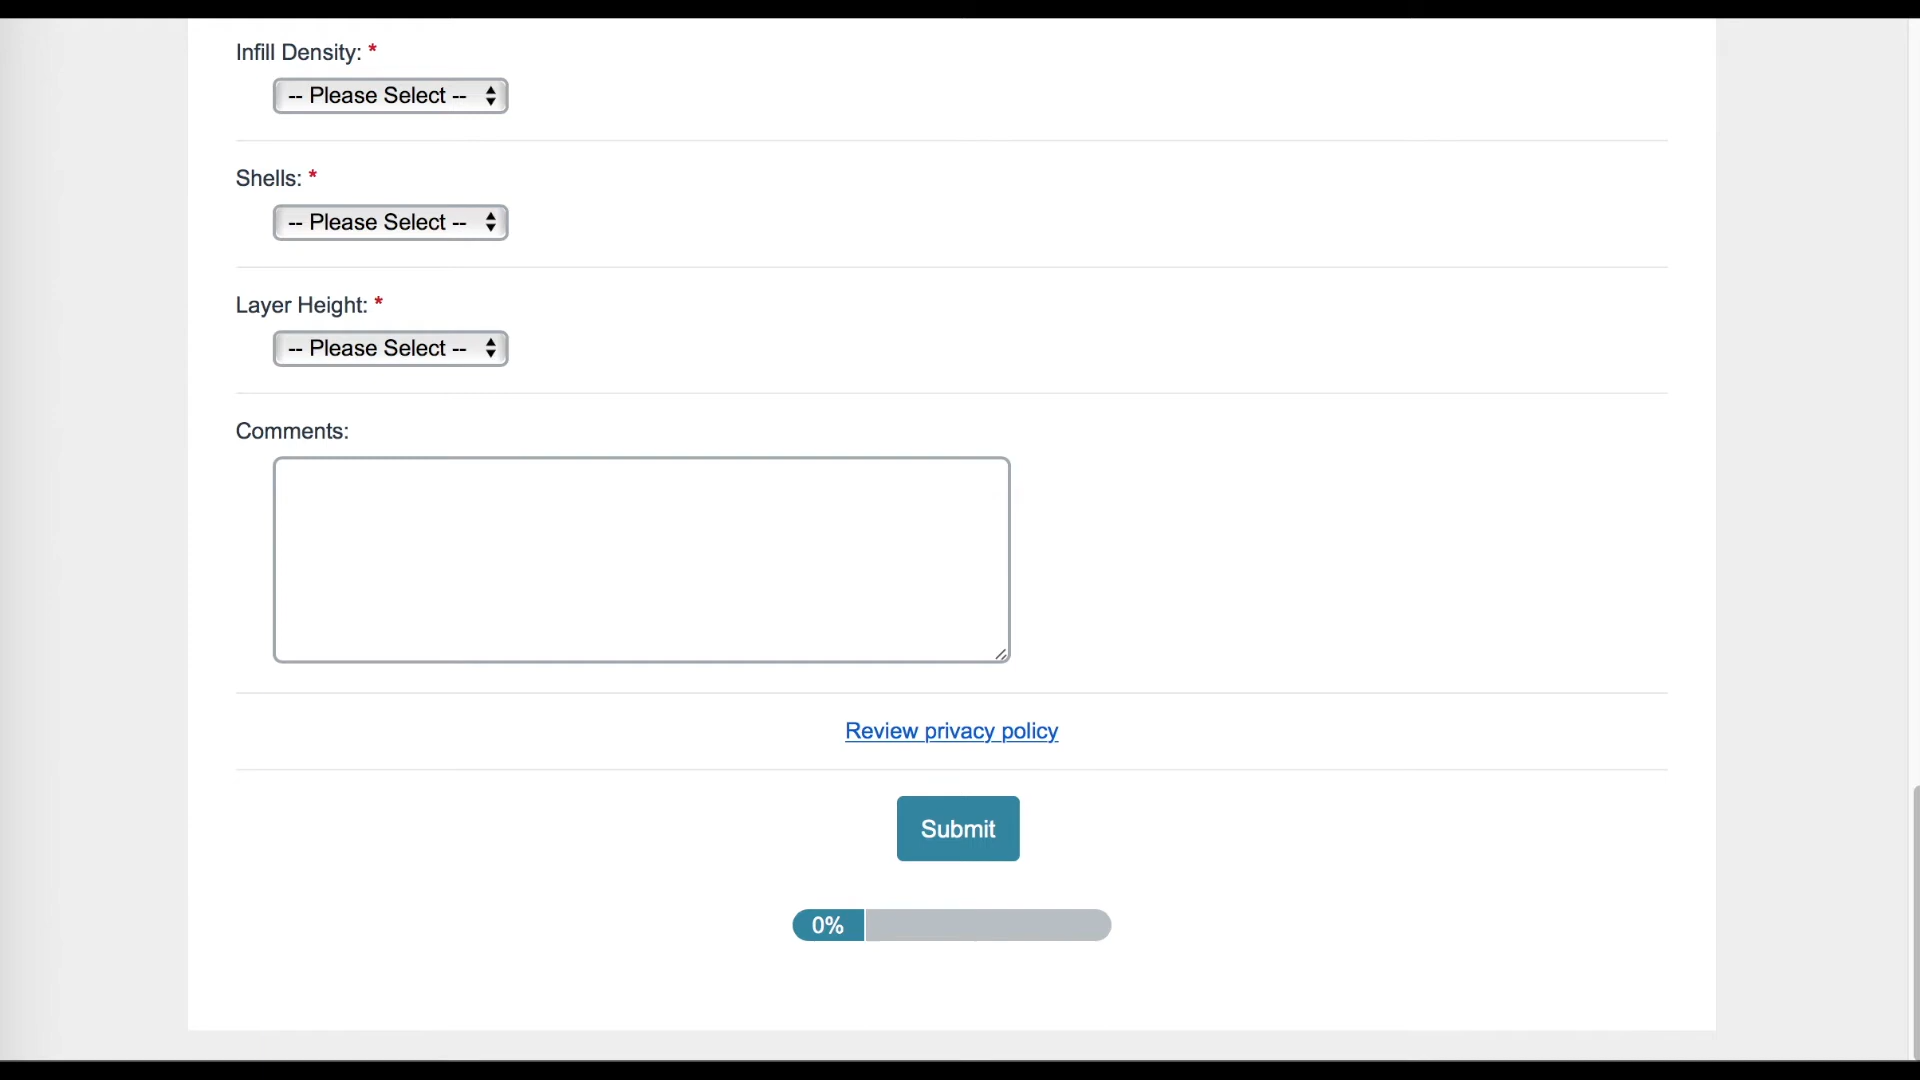 Infill Density: *
-- Please Select --
Shells: *
-- Please Select --
Layer Height: *
-- Please Select --
Comments:
Review privacy policy
Submit
0%